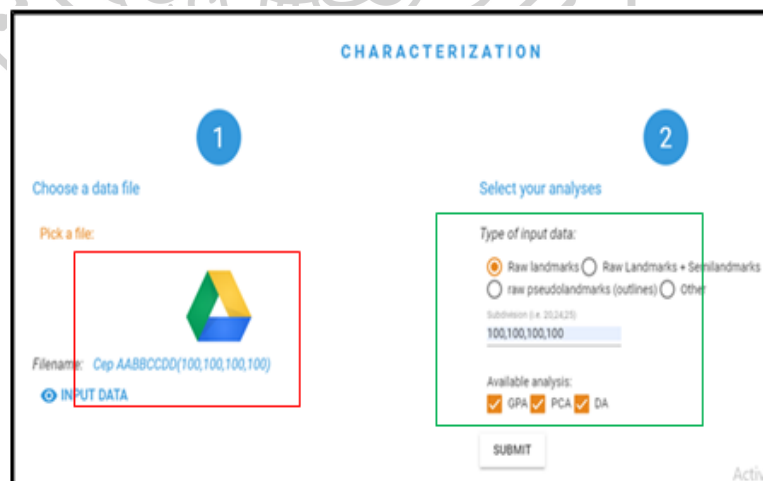 CHARACTERIZATION
1
Choose a data file
Pick a file:
Filename: Cep AABBCCDD(100,100,100,100)
INPUT DATA
2
Select your analyses
Type of input data:
Raw landmarks Raw Landmarks + Semilandmarks
raw pseudolandmarks (outlines) Other
Subdivision (i.e. 20,24,25)
100,100,100,100
Available analysis:
GPA PCA DA
SUBMIT
Activ